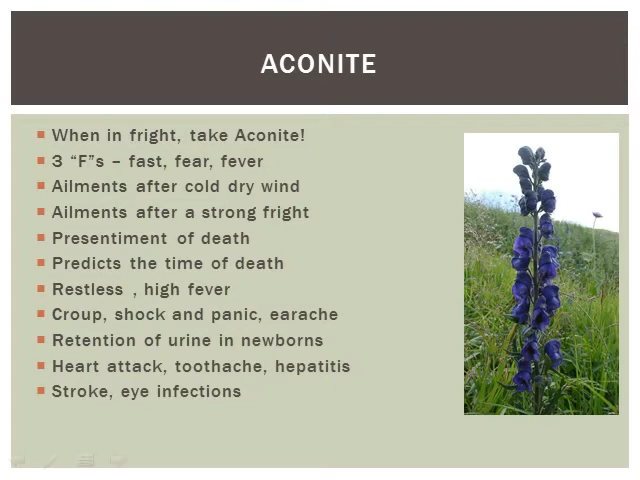 ACONITE
When in fright, take Aconite!
3 “F”s – fast, fear, fever
Ailments after cold dry wind
Ailments after a strong fright
Presentiment of death
Predicts the time of death
Restless , high fever
Croup, shock and panic, earache
Retention of urine in newborns
Heart attack, toothache, hepatitis
Stroke, eye infections